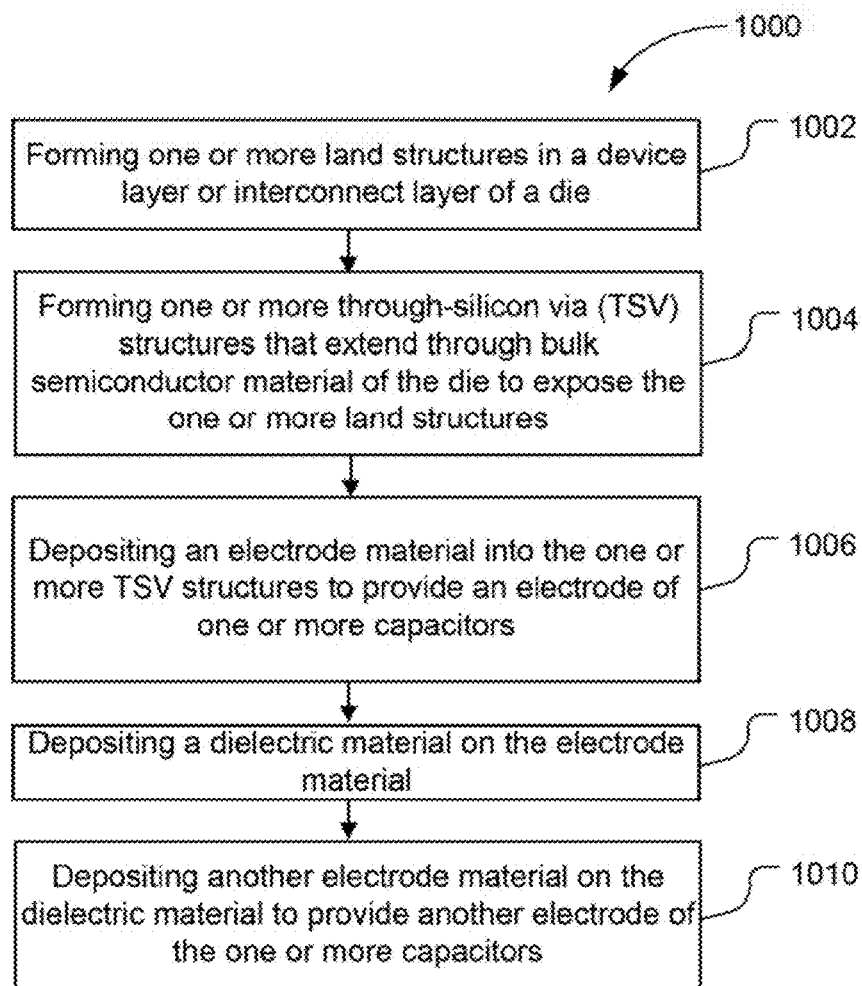 1000
1002
Forming one or more land structures in a device
layer or interconnect layer of a die
1004
Forming one or more through-silicon via (TSV)
structures that extend through bulk
semiconductor material of the die to expose the
one or more land structures
1006
Depositing an electrode material into the one or
more TSV structures to provide an electrode of
one or more capacitors
1008
Depositing a dielectric material on the electrode
material
1010
Depositing another electrode material on the
dielectric material to provide another electrode of
the one or more capacitors